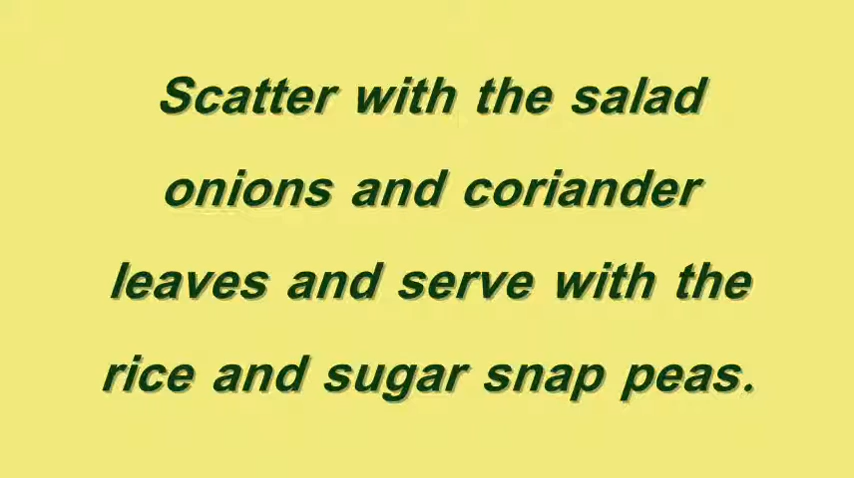 Scatter with the salad
onions and coriander
leaves and serve with the
rice and sugar snap peas.